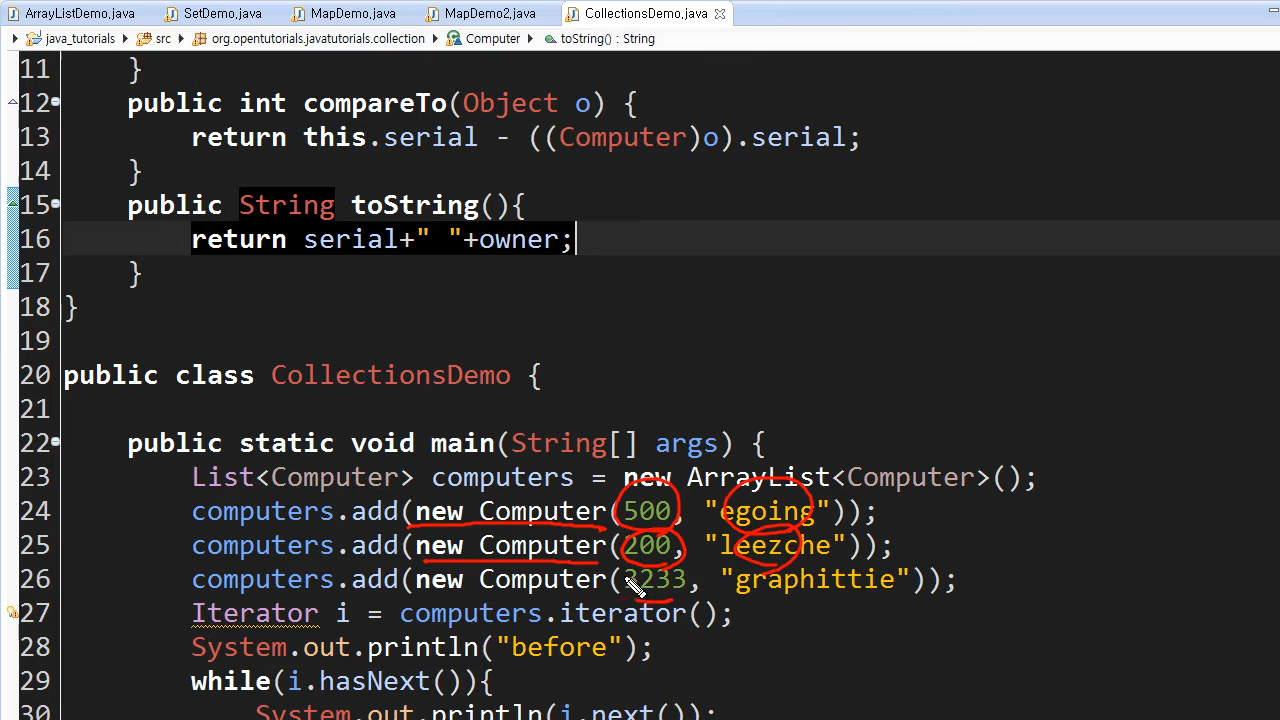 ArrayListDemo.java SetDemo.java MapDemo.java MapDemo2.java CollectionsDemo.java
java_tutorials src org.opentutorials.javatutorials.collection Computer toString() : String
11 }
12 public int compareTo(Object o) {
13 return this.serial - ((Computer)o).serial;
14 }
15 public String toString(){
16 return serial+" "+owner;
17 }
18 }
19
20 public class CollectionsDemo {
21
22 public static void main(String[] args) {
23 List<Computer> computers = new ArrayList<Computer>();
24 computers.add(new Computer(500, "egoing"));
25 computers.add(new Computer(200, "leezche"));
26 computers.add(new Computer(3233, "graphittie"));
27 Iterator i = computers.iterator();
28 System.out.println("before");
29 while(i.hasNext()){
30 System.out.println(i.next());